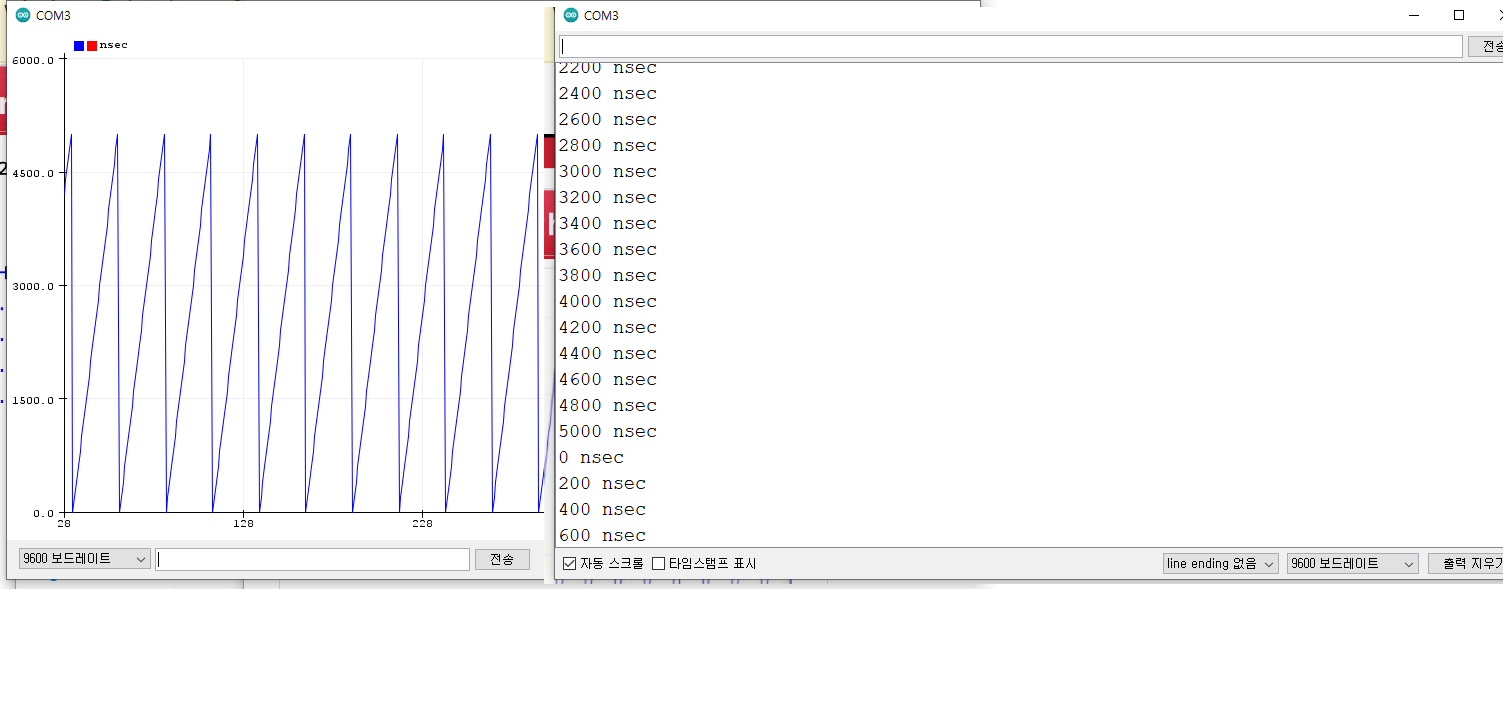 COM3
nsec
6000.0
4500.0
3000.0
1500.0
0.0
28
128
228
9600 보드레이트
전송
COM3
전송
2200 nsec
2400 nsec
2600 nsec
2800 nsec
3000 nsec
3200 nsec
3400 nsec
3600 nsec
3800 nsec
4000 nsec
4200 nsec
4400 nsec
4600 nsec
4800 nsec
5000 nsec
0 nsec
200 nsec
400 nsec
600 nsec
자동 스크롤
타임스탬프 표시
line ending 없음
9600 보드레이트
출력 지우기